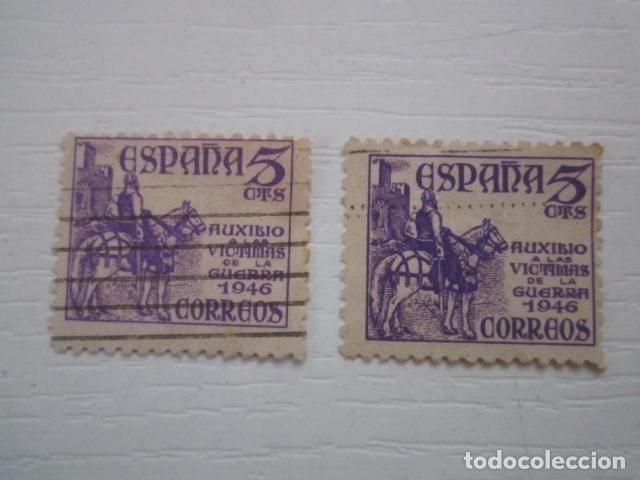 ESPAÑA 5
CTS
AUXILIO
A LAS
VICTIMAS
DE LA
GUERRA
1946
CORREOS
ESPAÑA 5
CTS
AUXILIO
A LAS
VICTIMAS
DE LA
GUERRA
1946
CORREOS
todocoleccion.net